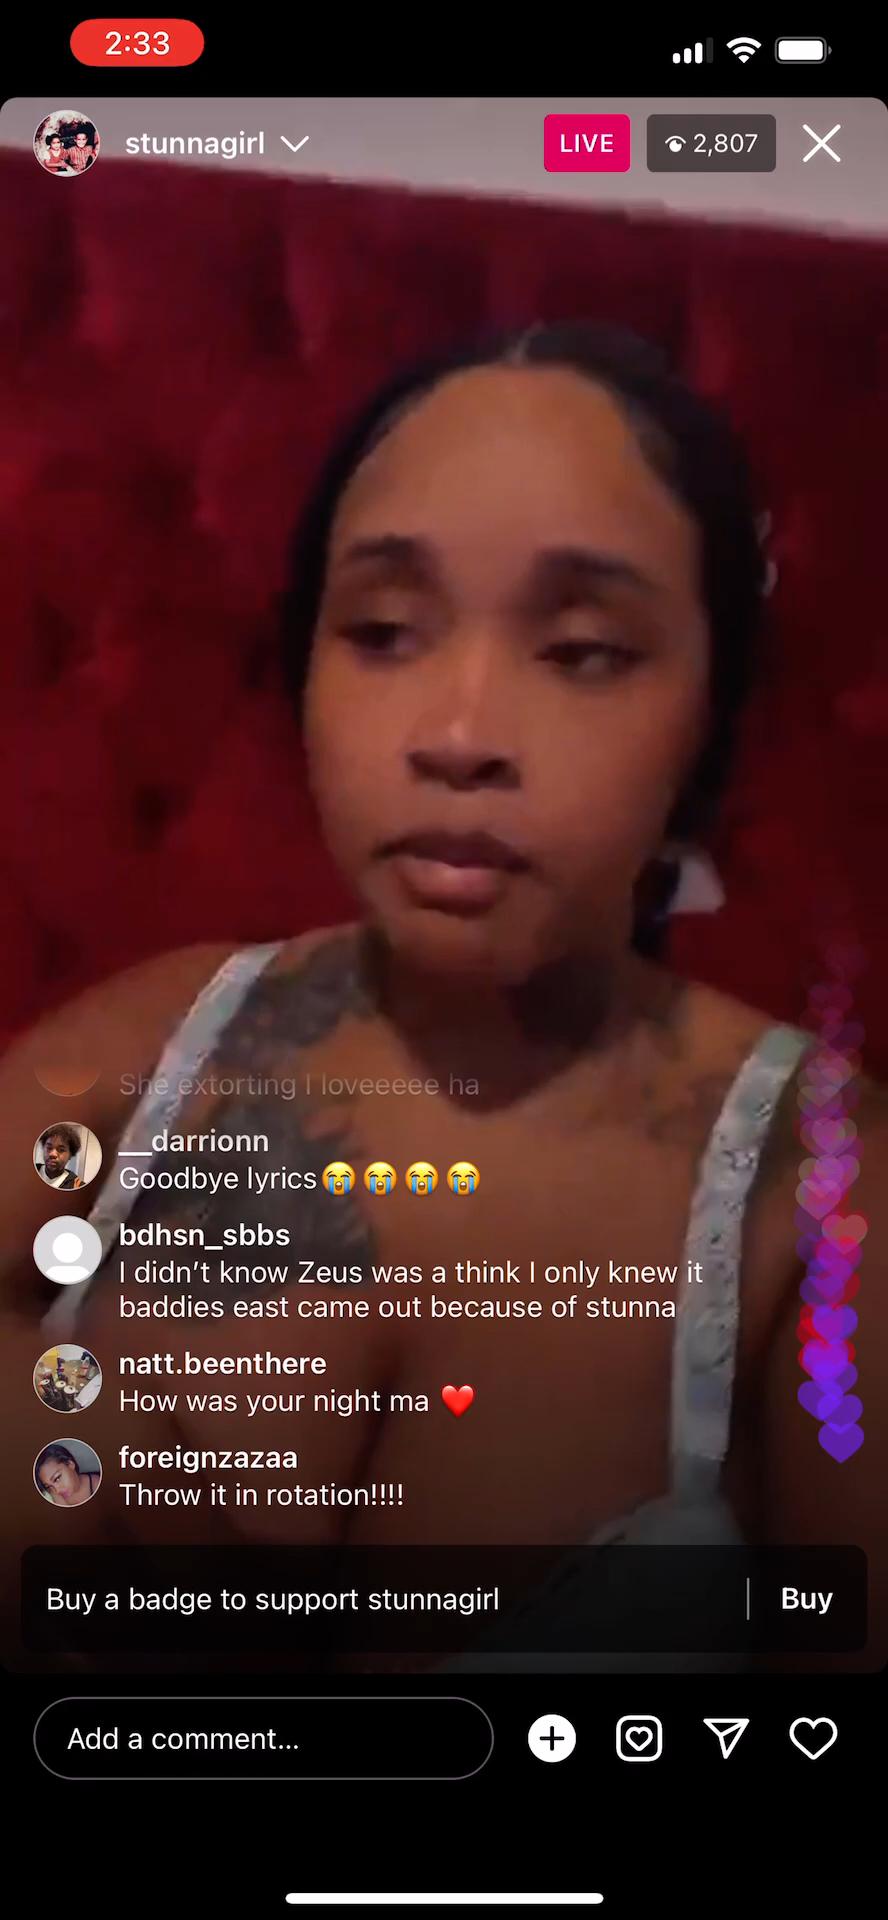 2:33
stunnagirl
LIVE
2,807
She extorting I loveeeee ha
__darrionn
Goodbye lyrics😭😭😭😭
bdhsn_sbbs
I didn’t know Zeus was a think I only knew it
baddies east came out because of stunna
natt.beenthere
How was your night ma ❤️
foreignzazaa
Throw it in rotation!!!!
Buy a badge to support stunnagirl
Buy
Add a comment...